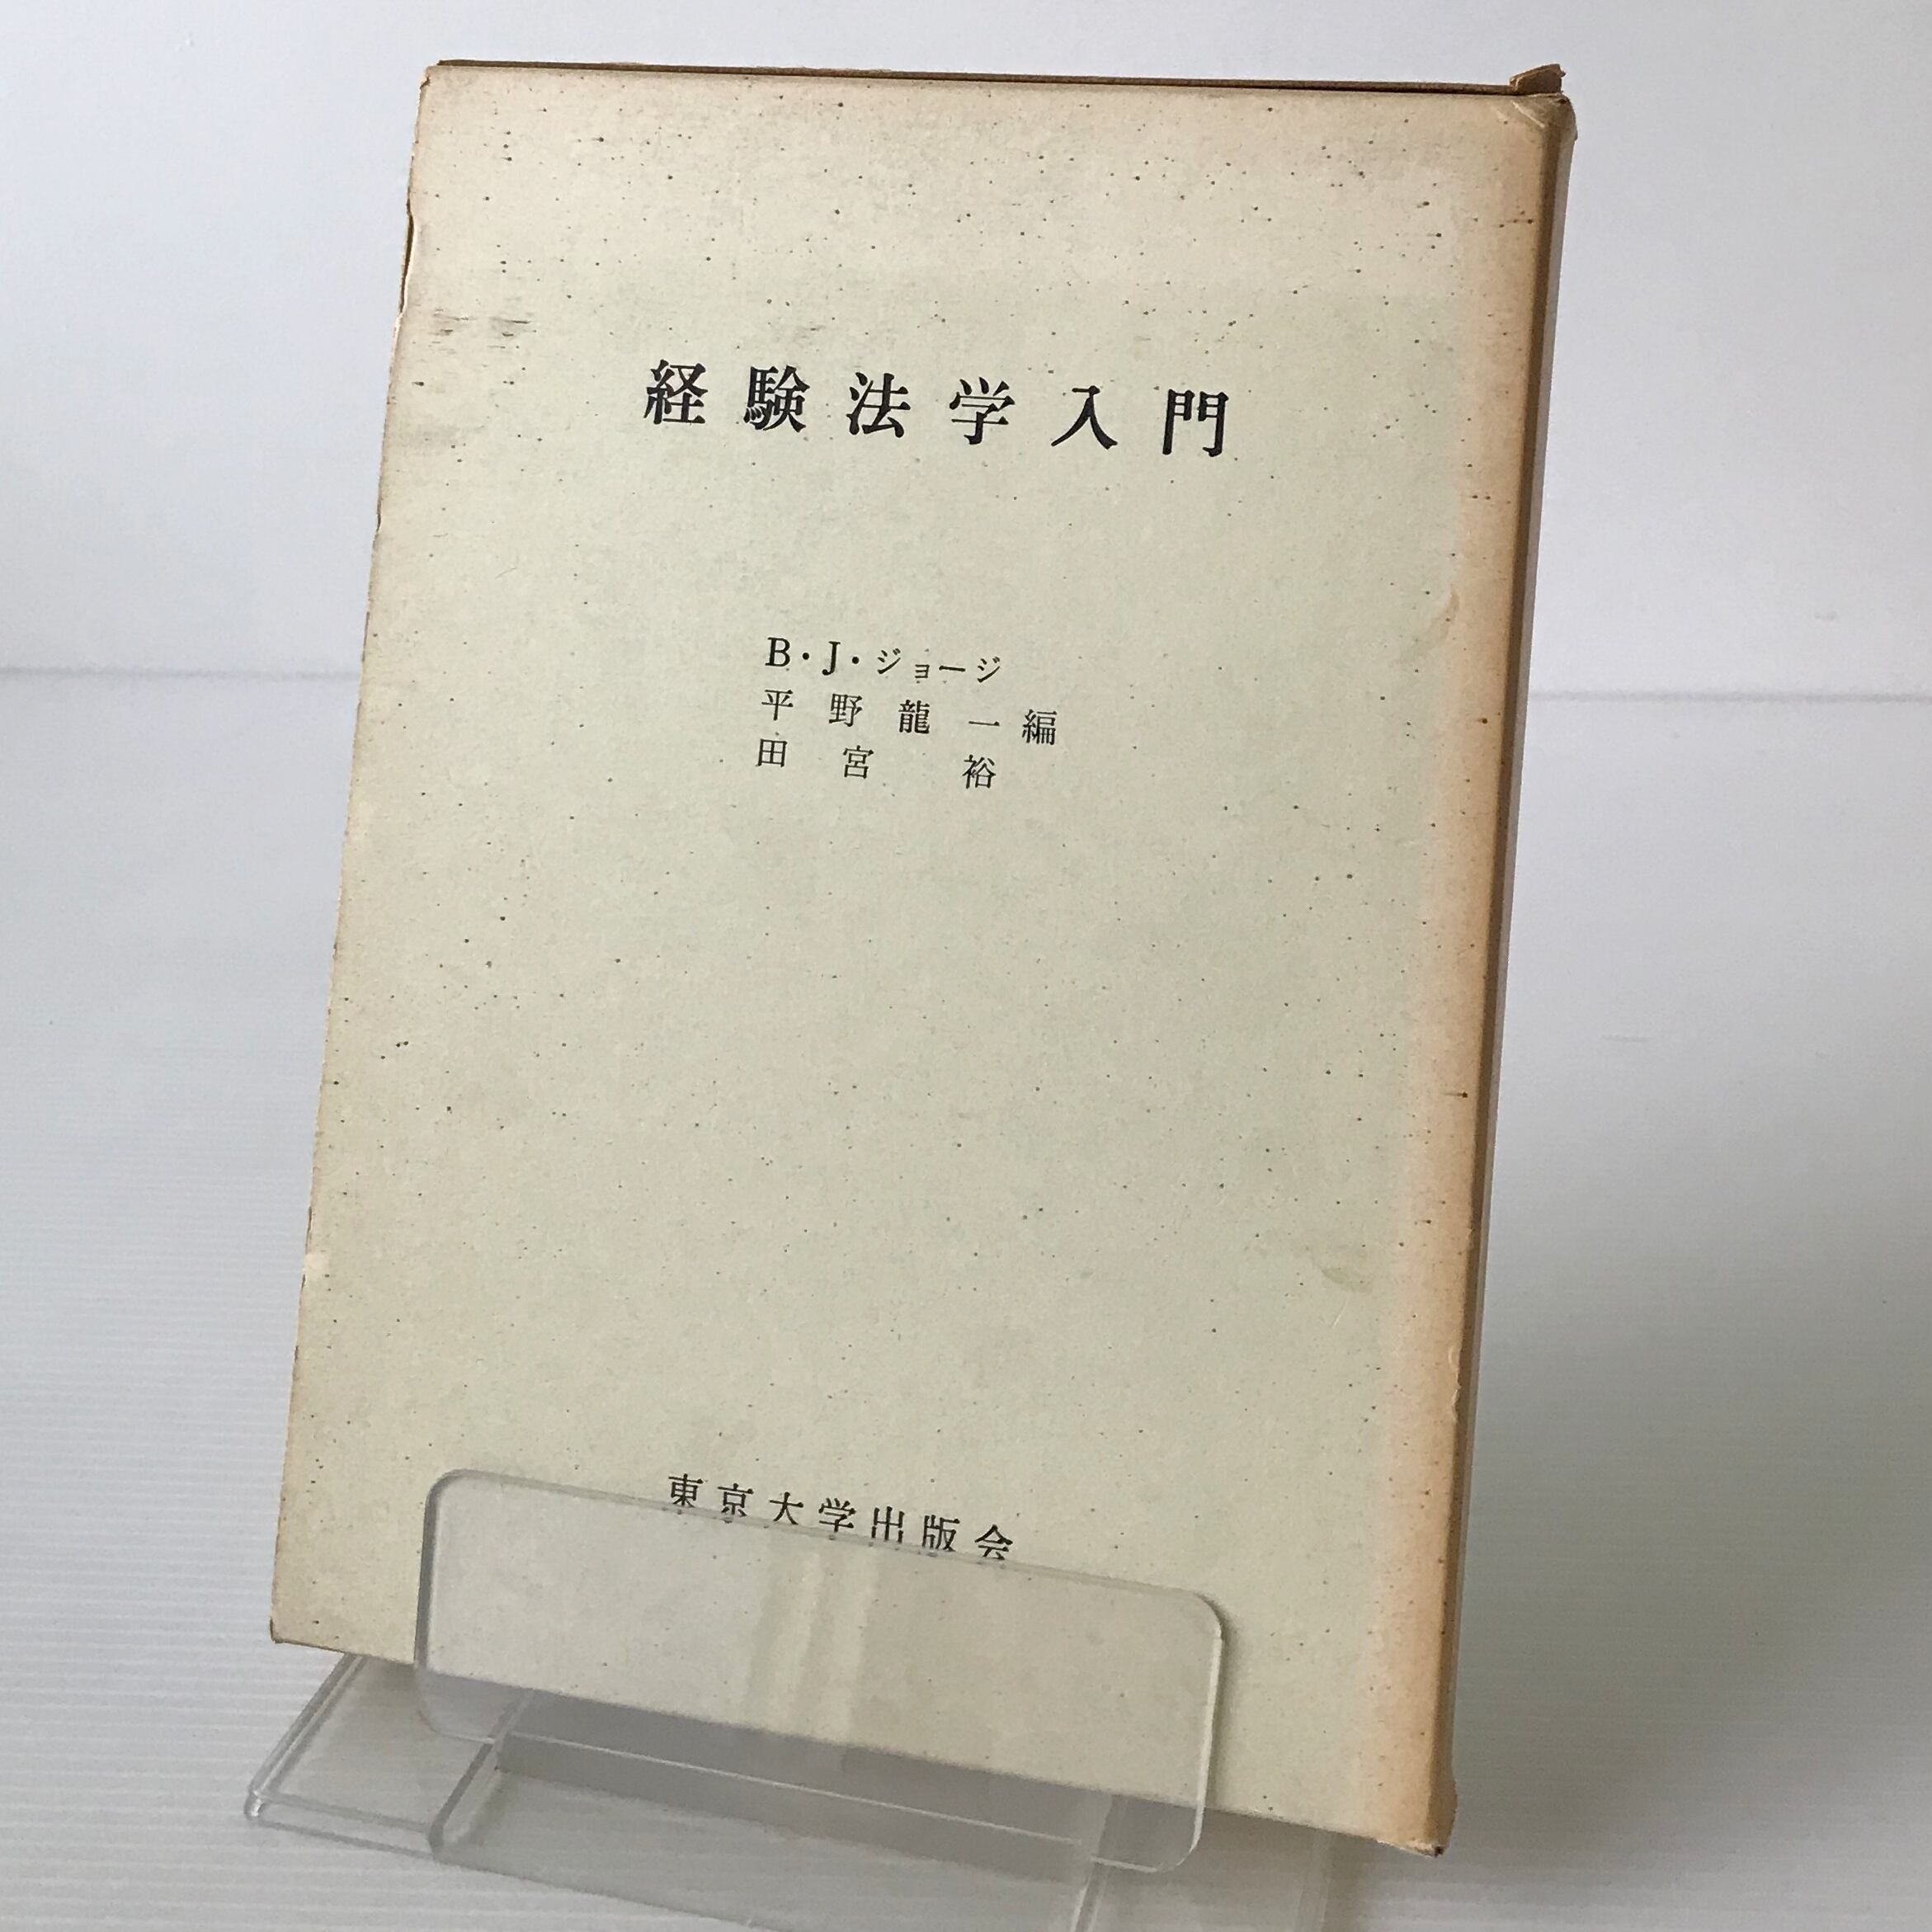 経験法学入門
B・J・ジョージ
平野龍一編
田宮裕
東京大学出版会